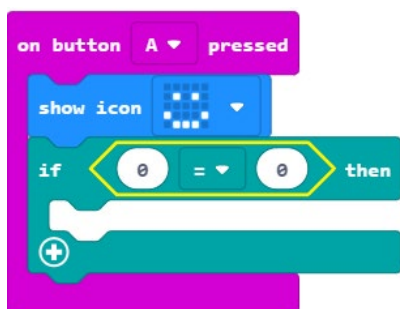 on button A pressed
show icon
if 0 = 0 then